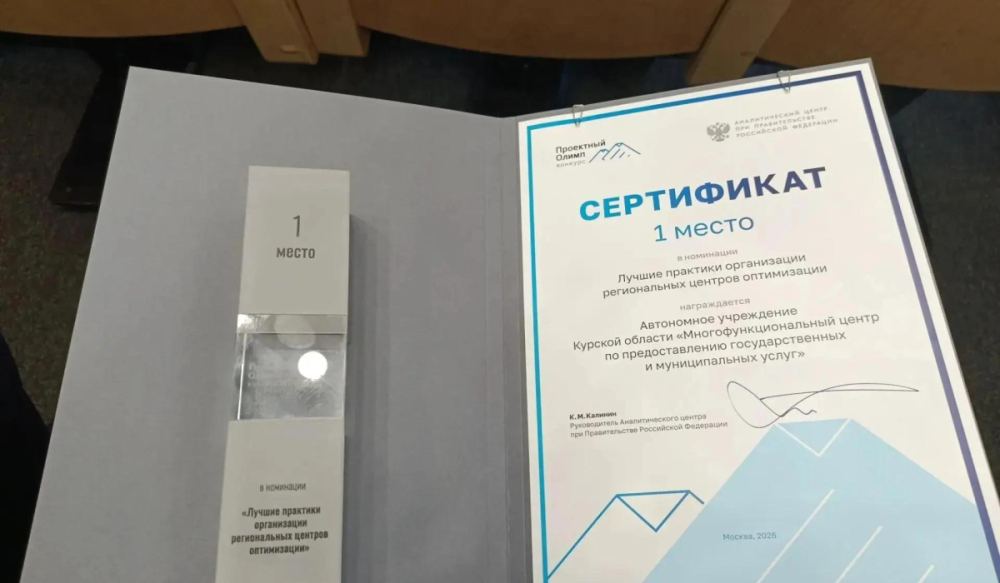 1
место
в номинации
«Лучшие практики
организации
региональных центров
оптимизации»
Проектный
Олимп
конкурс
АНАЛИТИЧЕСКИЙ ЦЕНТР
ПРИ ПРАВИТЕЛЬСТВЕ
РОССИЙСКОЙ ФЕДЕРАЦИИ
СЕРТИФИКАТ
1 место
в номинации
Лучшие практики организации
региональных центров оптимизации
награждается
Автономное учреждение
Курской области «Многофункциональный центр
по предоставлению государственных
и муниципальных услуг»
К. М. Калинин
Руководитель Аналитического центра
при Правительстве Российской Федерации
Москва, 2026